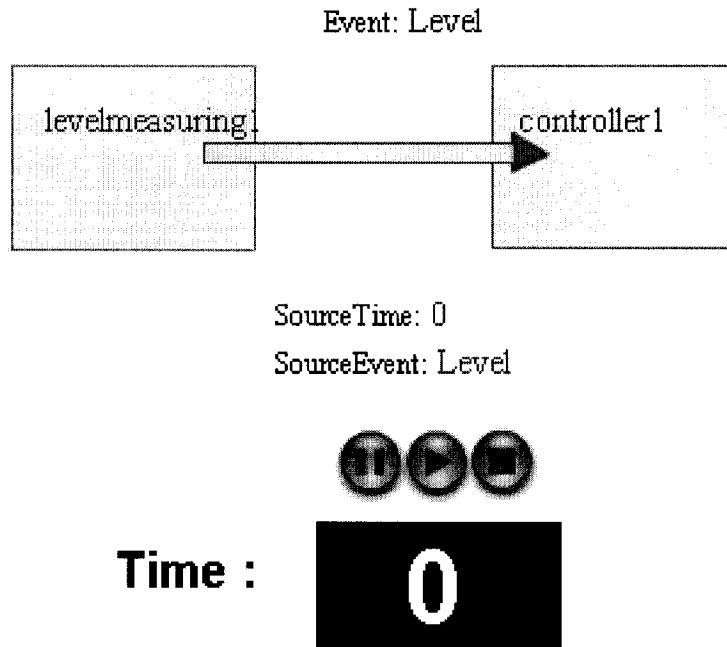 Event: Level
levelmeasuring1
controller1
SourceTime: 0
SourceEvent: Level
Time :
0